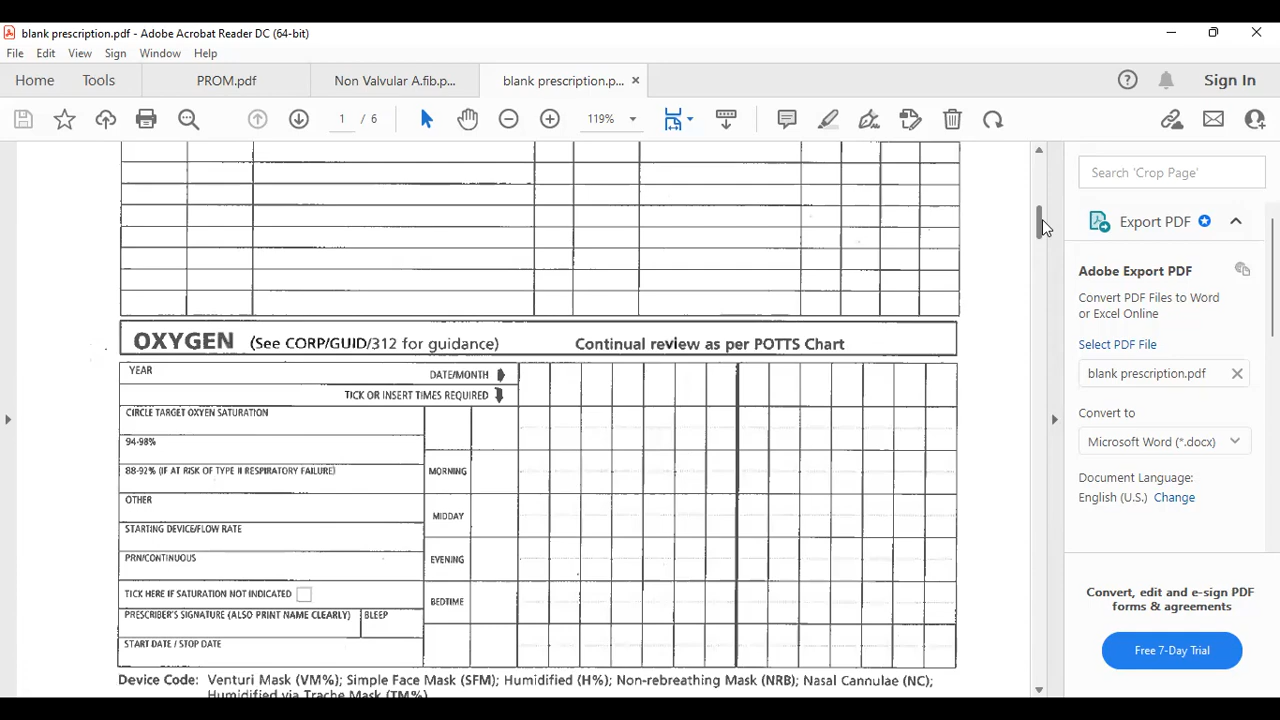 blank prescription.pdf - Adobe Acrobat Reader DC (64-bit)
File Edit View Sign Window Help
Home Tools PROM.pdf Non Valvular A.fib.p... blank prescription.p... Sign In
1 / 6 119%
Search 'Crop Page'
Export PDF
Adobe Export PDF
Convert PDF Files to Word
or Excel Online
Select PDF File
blank prescription.pdf
Convert to
Microsoft Word (*.docx)
Document Language:
English (U.S.) Change
Convert, edit and e-sign PDF
forms & agreements
Free 7-Day Trial
OXYGEN (See CORP/GUID/312 for guidance) Continual review as per POTTS Chart
YEAR DATE/MONTH
TICK OR INSERT TIMES REQUIRED
CIRCLE TARGET OXYEN SATURATION
94-98%
88-92% (IF AT RISK OF TYPE II RESPIRATORY FAILURE) MORNING
OTHER
MIDDAY
STARTING DEVICE/FLOW RATE
PRN/CONTINUOUS EVENING
TICK HERE IF SATURATION NOT INDICATED BEDTIME
PRESCRIBER'S SIGNATURE (ALSO PRINT NAME CLEARLY) BLEEP
START DATE / STOP DATE
Device Code: Venturi Mask (VM%); Simple Face Mask (SFM); Humidified (H%); Non-rebreathing Mask (NRB); Nasal Cannulae (NC);
Humidified via Trache Mask (TM%)